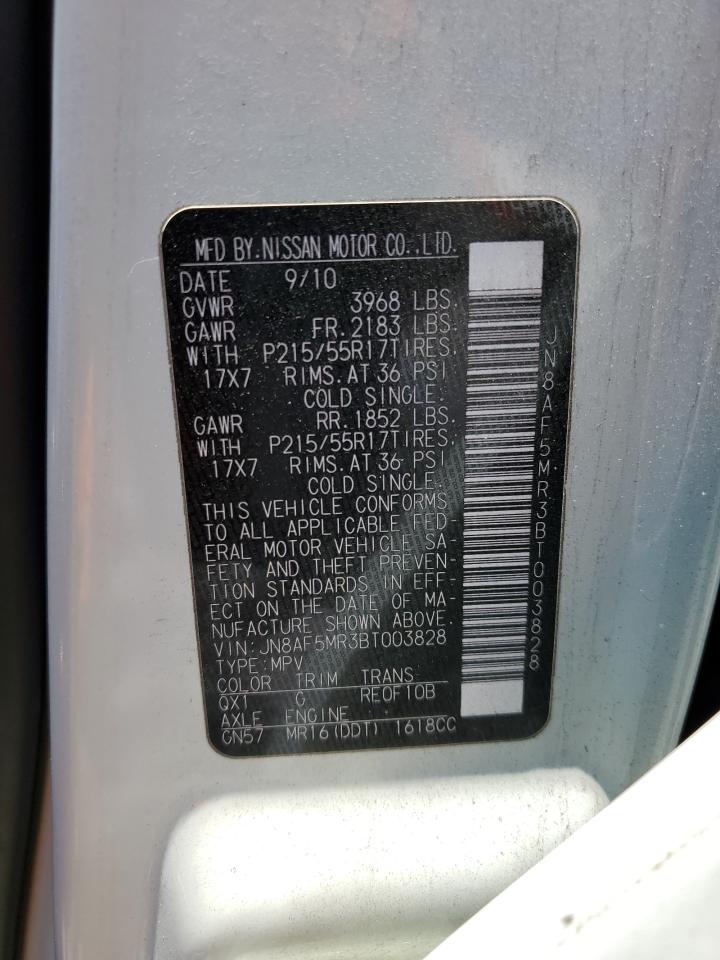 MFD BY.NISSAN MOTOR CO.,LTD.
DATE 9/10
GVWR 3968 LBS.
GAWR FR.2183 LBS.
WITH P215/55R17TIRES.
17X7 RIMS.AT 36 PSI
COLD SINGLE.
GAWR RR.1852 LBS.
WITH P215/55R17TIRES.
17X7 RIMS.AT 36 PSI
COLD SINGLE.
THIS VEHICLE CONFORMS
TO ALL APPLICABLE FED-
ERAL MOTOR VEHICLE SA-
FETY AND THEFT PREVEN-
TION STANDARDS IN EFF-
ECT ON THE DATE OF MA-
NUFACTURE SHOWN ABOVE.
VIN:JN8AF5MR3BT003828
TYPE:MPV
COLOR TRIM TRANS
QX1 G RE0F10B
AXLE ENGINE
GN57 MR16(DDT) 1618CC
JN8AF5MR3BT003828